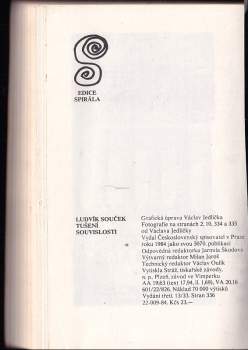 EDICE
SPIRÁLA
LUDVÍK SOUČEK
TUŠENÍ
SOUVISLOSTI
Grafická úprava Václav Jedlička
Fotografie na stranách 2, 10, 334 a 335
od Václava Jedličky
Vydal Československý spisovatel v Praze
roku 1984 jako svou 5070. publikaci
Odpovědná redaktorka Jarmila Škodová
Výtvarný redaktor Milan Jaroš
Technický redaktor Václav Oulík
Vytiskla Stráž, tiskařské závody,
n. p., Plzeň, závod ve Vimperku
AA 19,63 (text 17,94, il. 1,69), VA 20,16
601/22/826. Náklad 70 000 výtisků
Vydání třetí. 13/33. Stran 336
22-009-84. Kčs 23,—